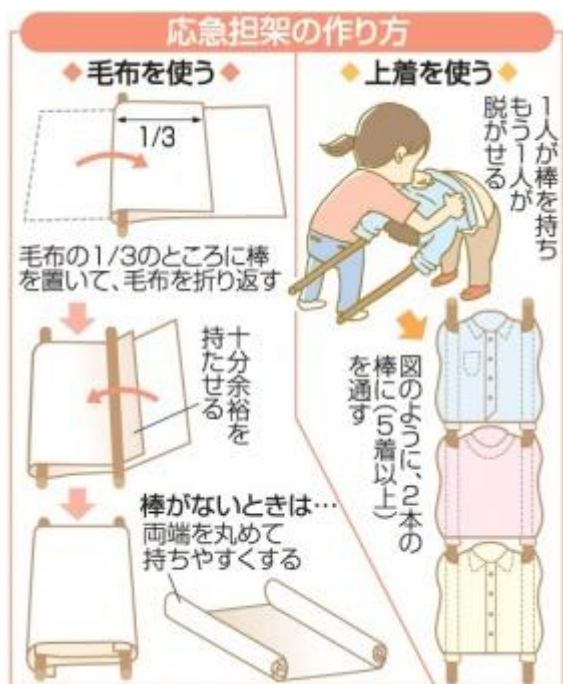 応急担架の作り方
◆毛布を使う◆
1/3
毛布の1/3のところに棒
を置いて、毛布を折り返す
十分余裕を
持たせる
棒がないときは…
両端を丸めて
持ちやすくする
◆上着を使う◆
1人が棒を持ち
もう1人が
脱がせる
図のように、2本の
棒に(5着以上)
を通す